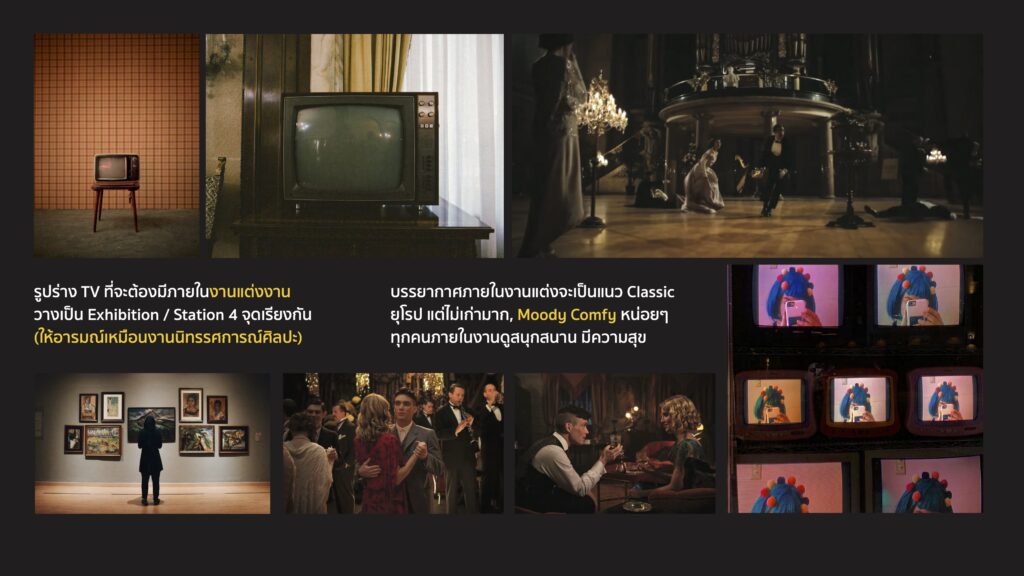 รูปร่าง TV ที่จะต้องมีภายในงานแต่งงาน
วางเป็น Exhibition / Station 4 จุดเรียงกัน
(ให้อารมณ์เหมือนงานนิทรรศการณ์ศิลปะ)
บรรยากาศภายในงานแต่งจะเป็นแนว Classic
ยุโรป แต่ไม่เก่ามาก, Moody Comfy หน่อยๆ
ทุกคนภายในงานดูสนุกสนาน มีความสุข